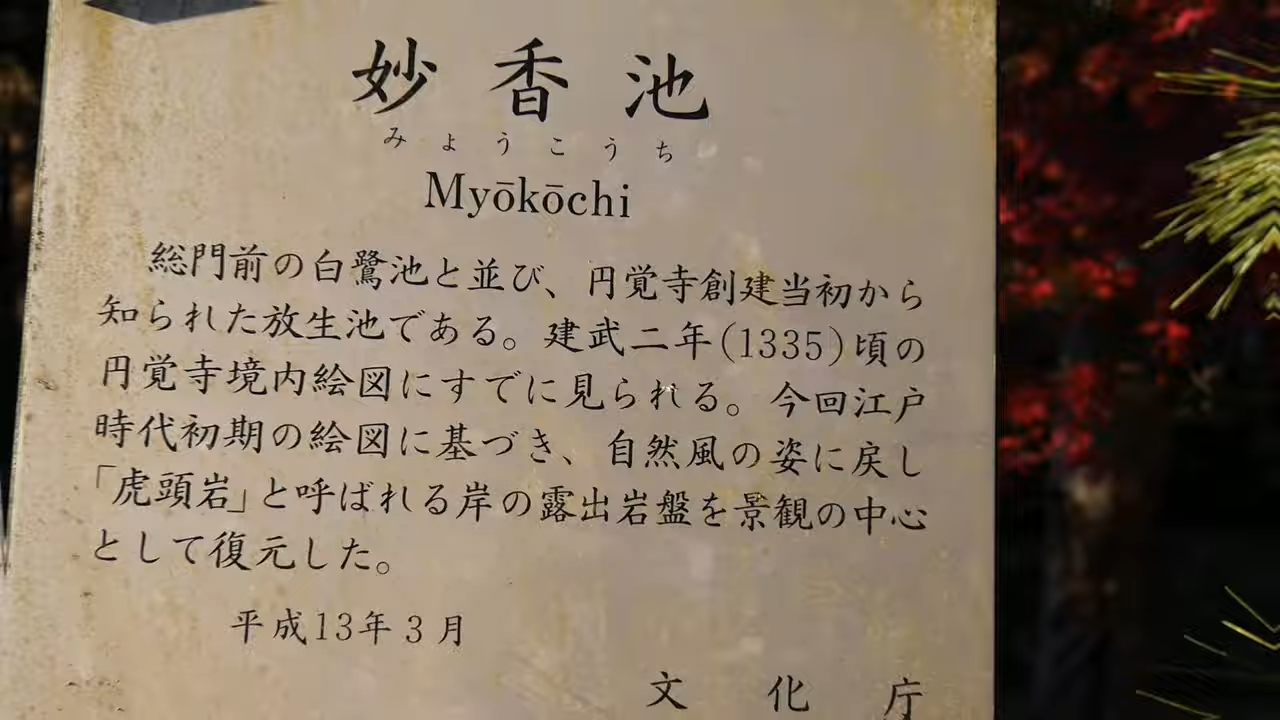 妙香池
みょうこうち
Myōkōchi
総門前の白鷺池と並び、円覚寺創建当初から
知られた放生池である。建武二年(1335)頃の
円覚寺境内絵図にすでに見られる。今回江戸
時代初期の絵図に基づき、自然風の姿に戻し
「虎頭岩」と呼ばれる岸の露出岩盤を景観の中心
として復元した。
平成13年3月
文化庁